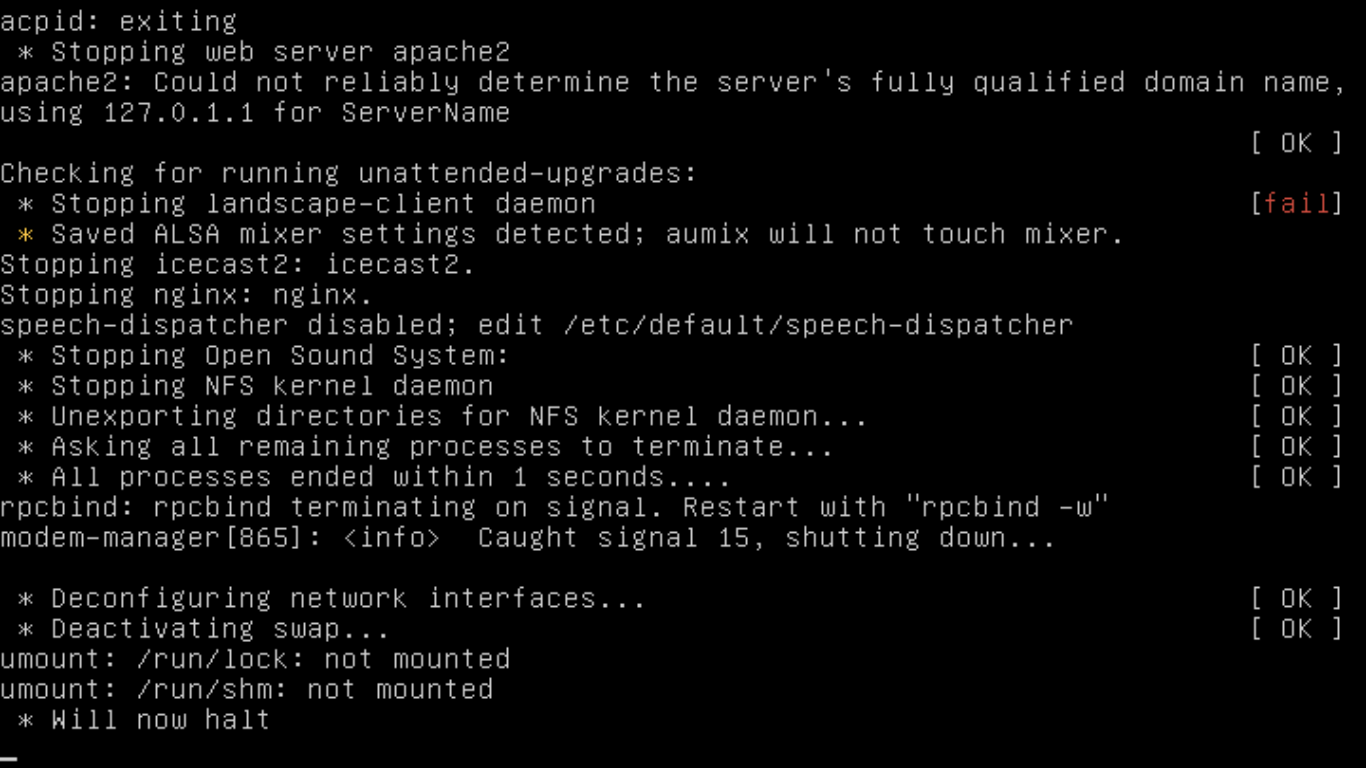 acpid: exiting
 * Stopping web server apache2
apache2: Could not reliably determine the server's fully qualified domain name,
using 127.0.1.1 for ServerName
[ OK ]
Checking for running unattended-upgrades:
 * Stopping landscape-client daemon [fail]
 * Saved ALSA mixer settings detected; aumix will not touch mixer.
Stopping icecast2: icecast2.
Stopping nginx: nginx.
speech-dispatcher disabled; edit /etc/default/speech-dispatcher
 * Stopping Open Sound System: [ OK ]
 * Stopping NFS kernel daemon [ OK ]
 * Unexporting directories for NFS kernel daemon... [ OK ]
 * Asking all remaining processes to terminate... [ OK ]
 * All processes ended within 1 seconds.... [ OK ]
rpcbind: rpcbind terminating on signal. Restart with "rpcbind -w"
modem-manager[865]: <info>  Caught signal 15, shutting down...
 * Deconfiguring network interfaces... [ OK ]
 * Deactivating swap... [ OK ]
umount: /run/lock: not mounted
umount: /run/shm: not mounted
 * Will now halt